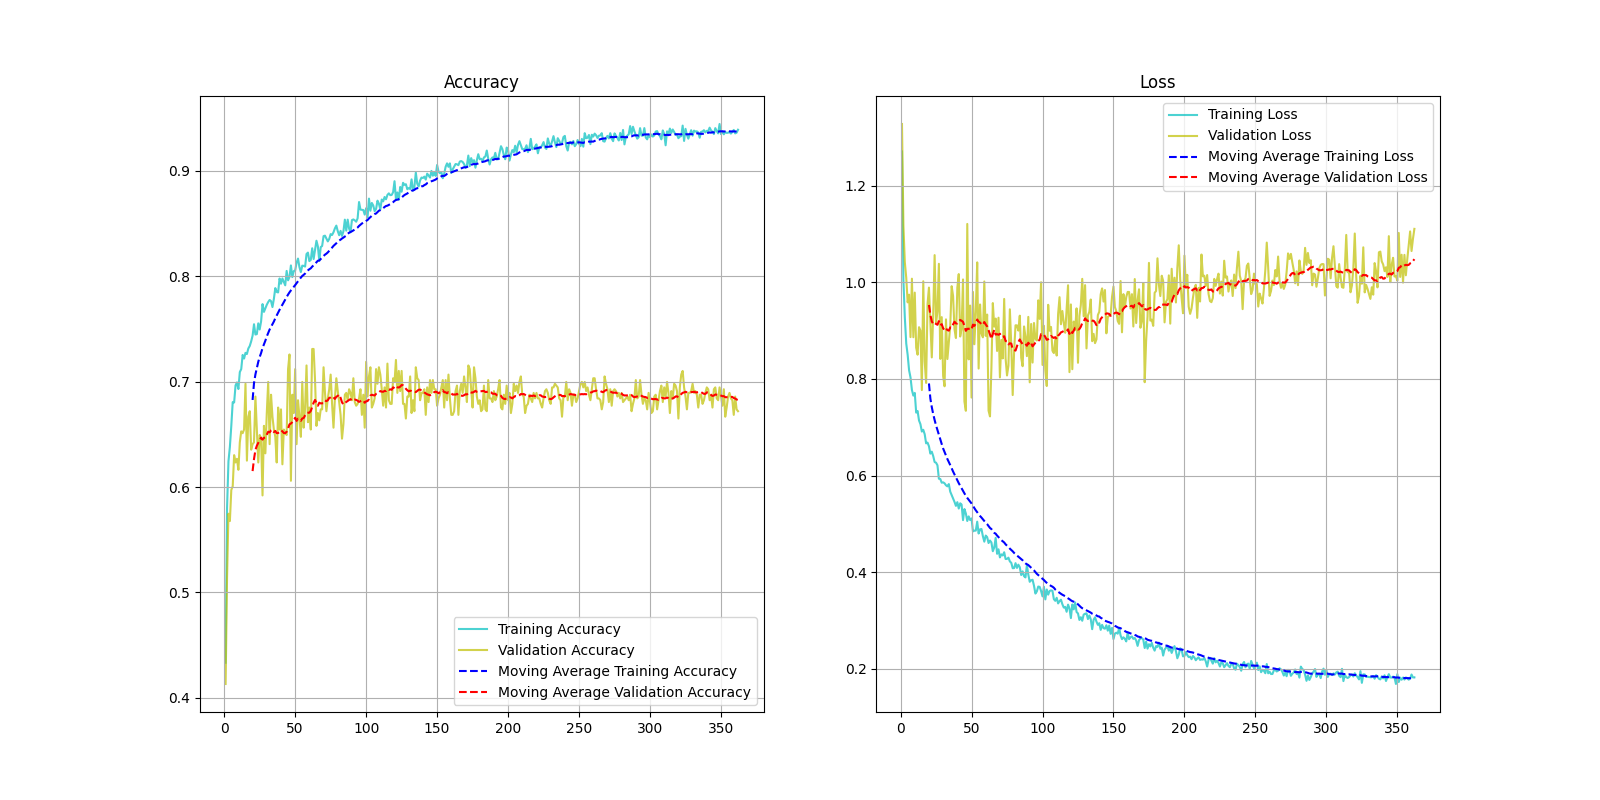 Accuracy
0.9
0.8
0.7
0.6
0.5
0.4
0
50
100
150
200
250
300
350
Training Accuracy
Validation Accuracy
Moving Average Training Accuracy
Moving Average Validation Accuracy
Loss
1.2
1.0
0.8
0.6
0.4
0.2
0
50
100
150
200
250
300
350
Training Loss
Validation Loss
Moving Average Training Loss
Moving Average Validation Loss